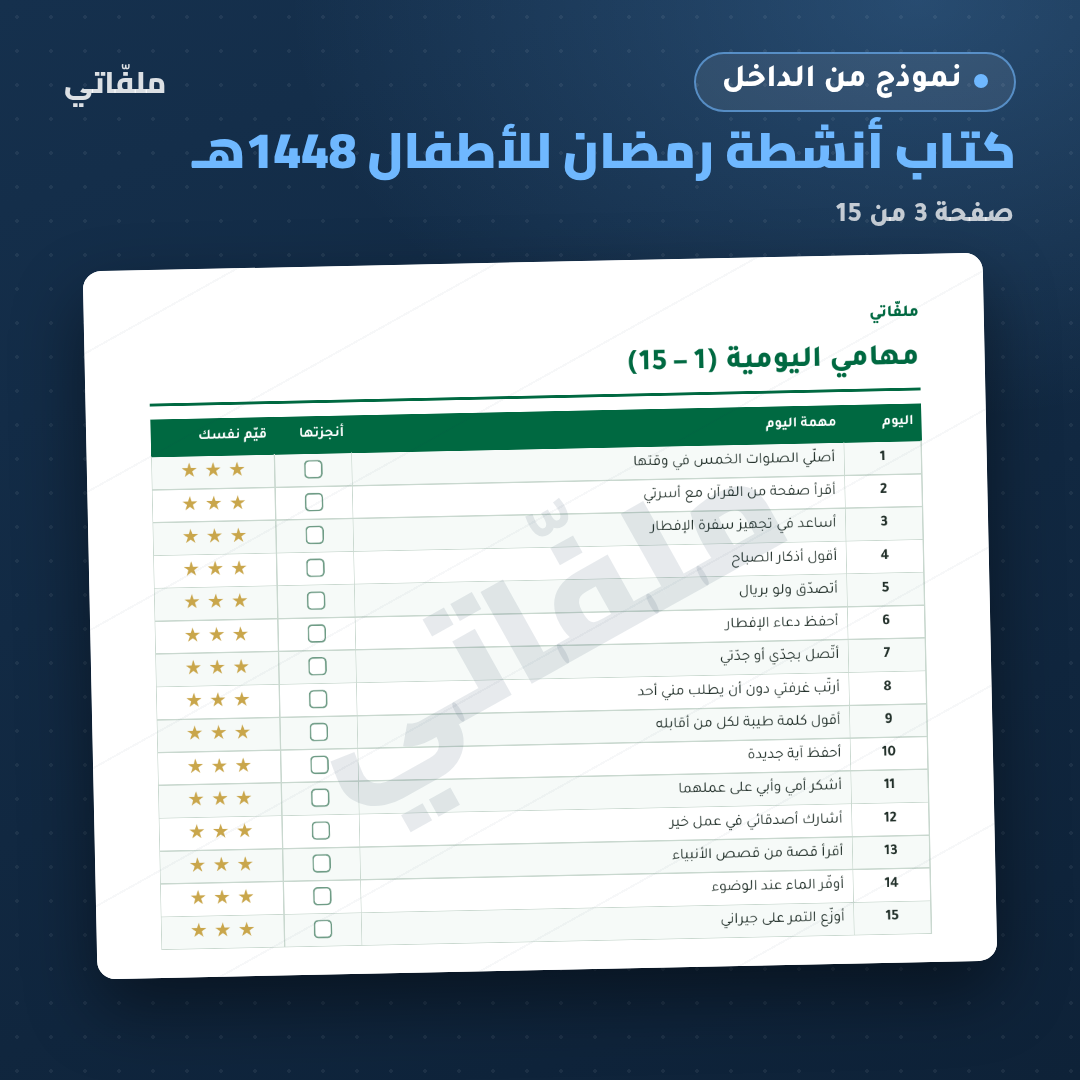 نموذج من الداخل
ملفّاتي
كتاب أنشطة رمضان للأطفال 1448هـ
صفحة 3 من 15
ملفّاتي
مهامي اليومية (1 – 15)
اليوم مهمة اليوم أنجزتها قيّم نفسك
1 أصلّي الصلوات الخمس في وقتها ★ ★ ★
2 أقرأ صفحة من القرآن مع أسرتي ★ ★ ★
3 أساعد في تجهيز سفرة الإفطار ★ ★ ★
4 أقول أذكار الصباح ★ ★ ★
5 أتصدّق ولو بريال ★ ★ ★
6 أحفظ دعاء الإفطار ★ ★ ★
7 أتّصل بجدّي أو جدّتي ★ ★ ★
8 أرتّب غرفتي دون أن يطلب مني أحد ★ ★ ★
9 أقول كلمة طيبة لكل من أقابله ★ ★ ★
10 أحفظ آية جديدة ★ ★ ★
11 أشكر أمي وأبي على عملهما ★ ★ ★
12 أشارك أصدقائي في عمل خير ★ ★ ★
13 أقرأ قصة من قصص الأنبياء ★ ★ ★
14 أوفّر الماء عند الوضوء ★ ★ ★
15 أوزّع التمر على جيراني ★ ★ ★
ملفّاتي